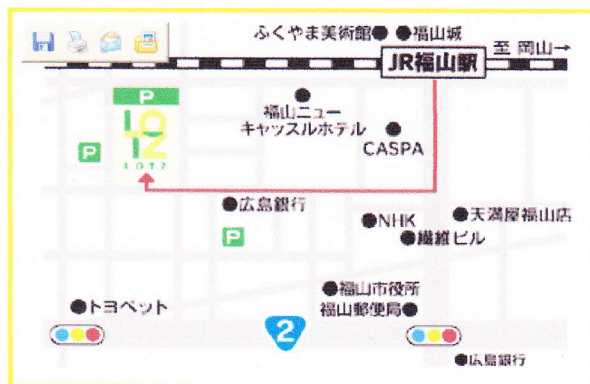 ふくやま美術館● ●福山城
至 岡山→
JR福山駅
P
LOTZ
LOTZ
●
福山ニュー
キャッスルホテル
●
CASPA
P
●広島銀行
P
●NHK
●天満屋福山店
●繊維ビル
●福山市役所
福山郵便局●
●トヨペット
2
●広島銀行